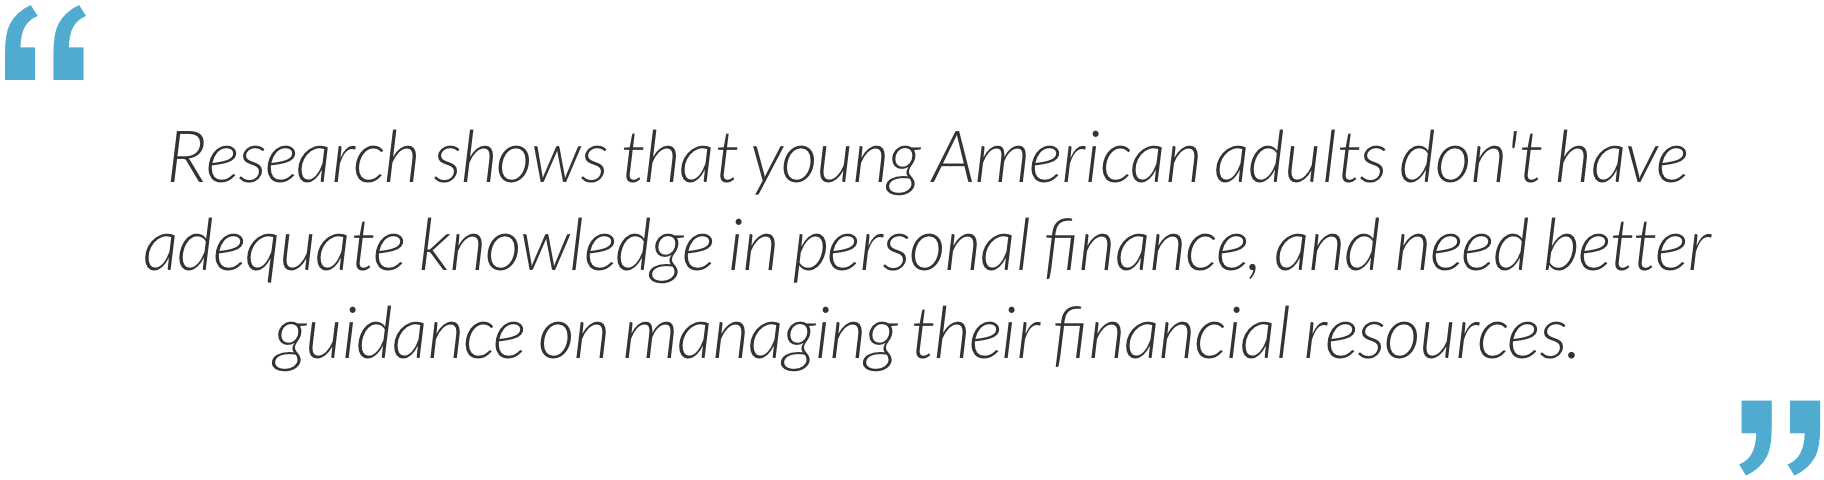 “
Research shows that young American adults don't have
adequate knowledge in personal finance, and need better
guidance on managing their financial resources.
”